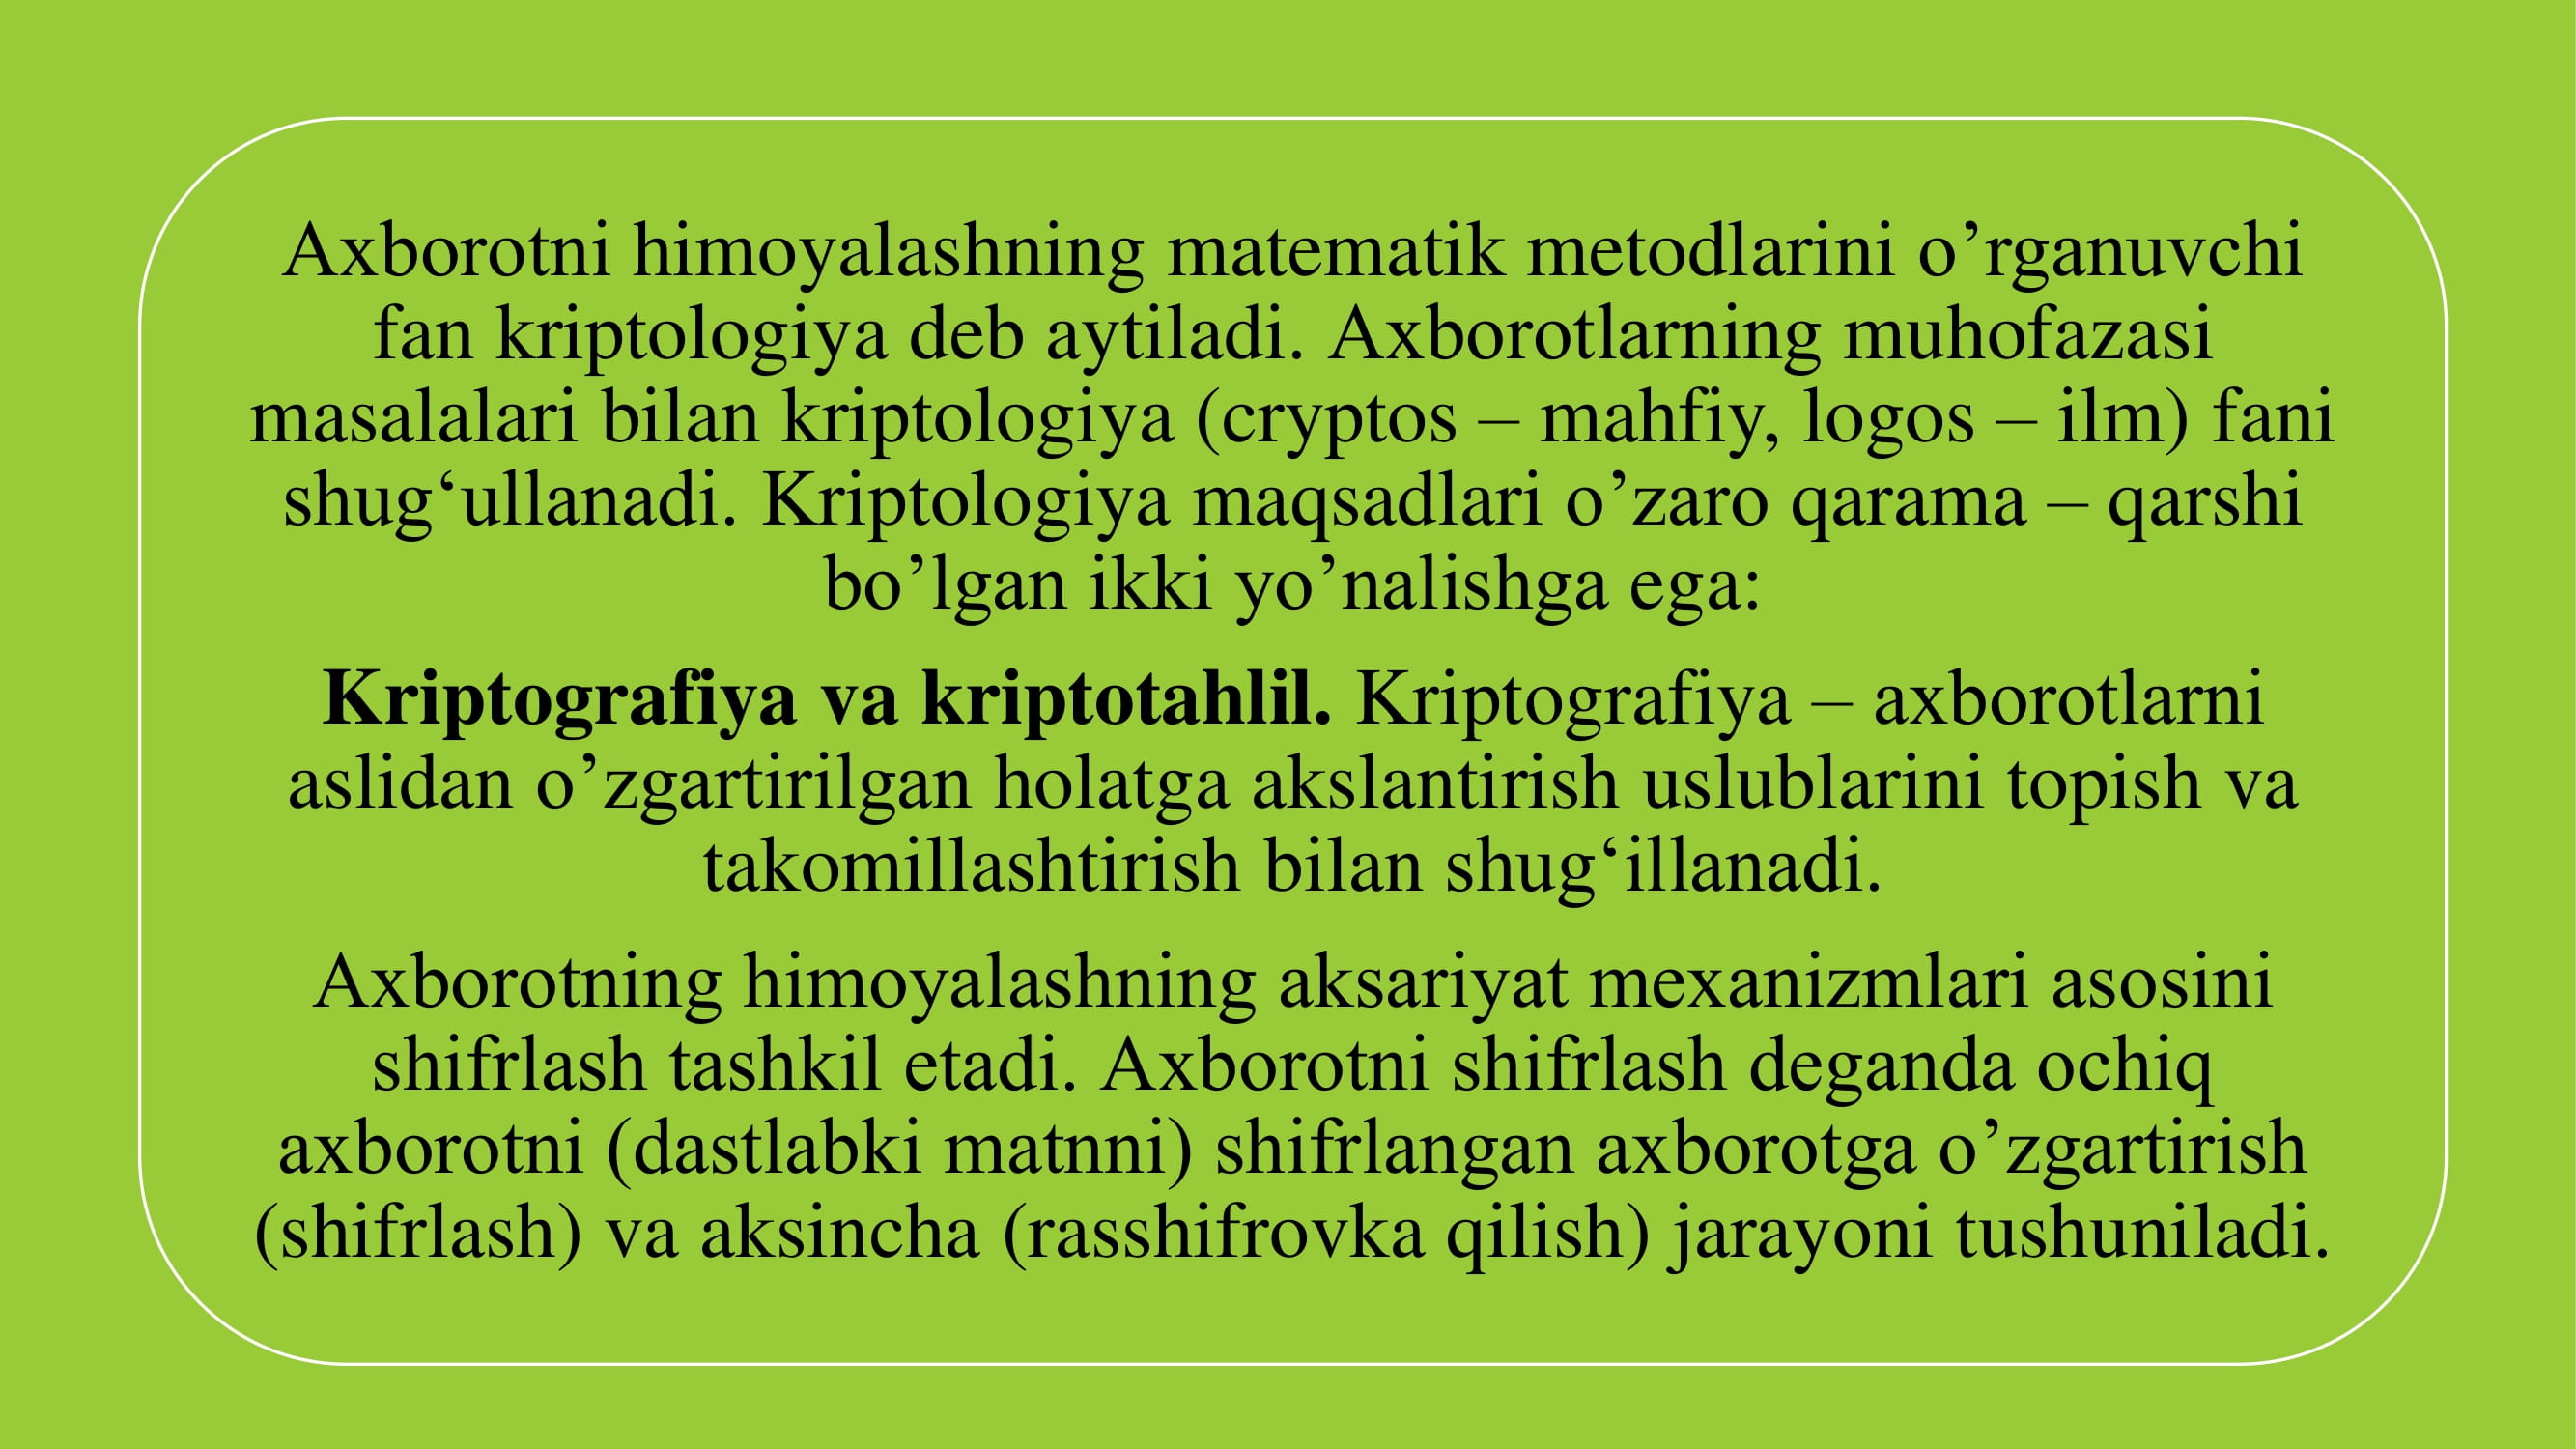 Axborotni himoyalashning matematik metodlarini o’rganuvchi
fan kriptologiya deb aytiladi. Axborotlarning muhofazasi
masalalari bilan kriptologiya (cryptos – mahfiy, logos – ilm) fani
shug‘ullanadi. Kriptologiya maqsadlari o’zaro qarama – qarshi
bo’lgan ikki yo’nalishga ega:
Kriptografiya va kriptotahlil. Kriptografiya – axborotlarni
aslidan o’zgartirilgan holatga akslantirish uslublarini topish va
takomillashtirish bilan shug‘illanadi.
Axborotning himoyalashning aksariyat mexanizmlari asosini
shifrlash tashkil etadi. Axborotni shifrlash deganda ochiq
axborotni (dastlabki matnni) shifrlangan axborotga o’zgartirish
(shifrlash) va aksincha (rasshifrovka qilish) jarayoni tushuniladi.